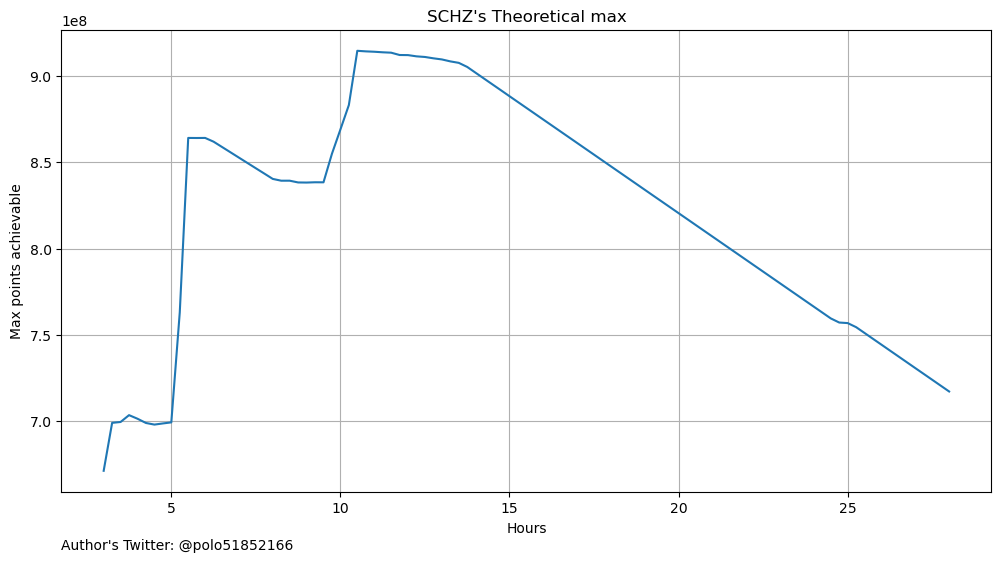 SCHZ's Theoretical max
1e8
9.0
8.5
8.0
7.5
7.0
Max points achievable
5 10 15 20 25
Hours
Author's Twitter: @polo51852166